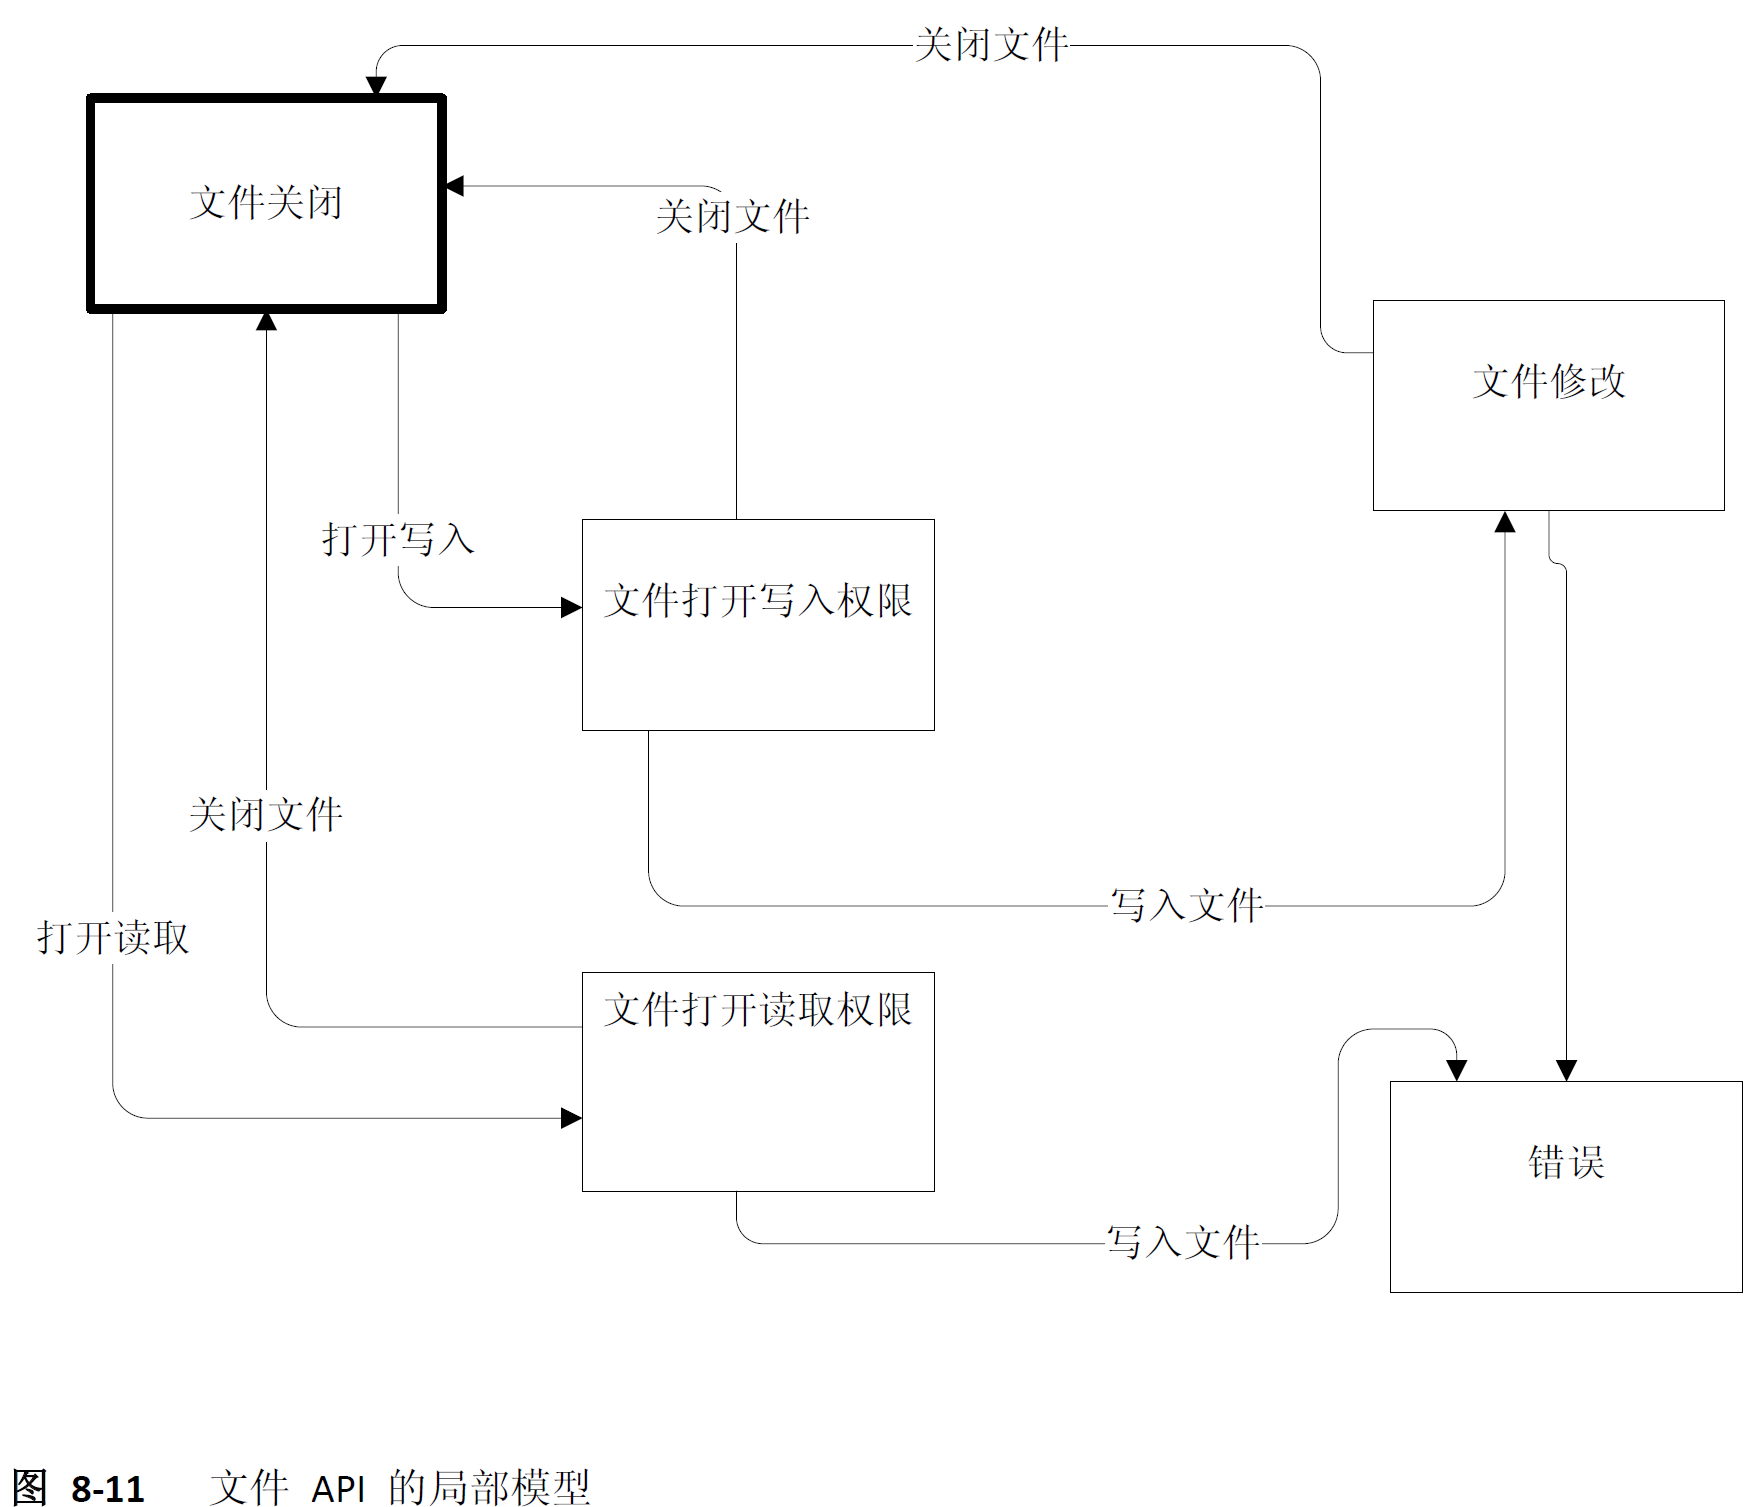 关闭文件
文件关闭
关闭文件
文件修改
打开写入
文件打开写入权限
关闭文件
写入文件
打开读取
文件打开读取权限
错误
写入文件
图 8-11 文件 API 的局部模型